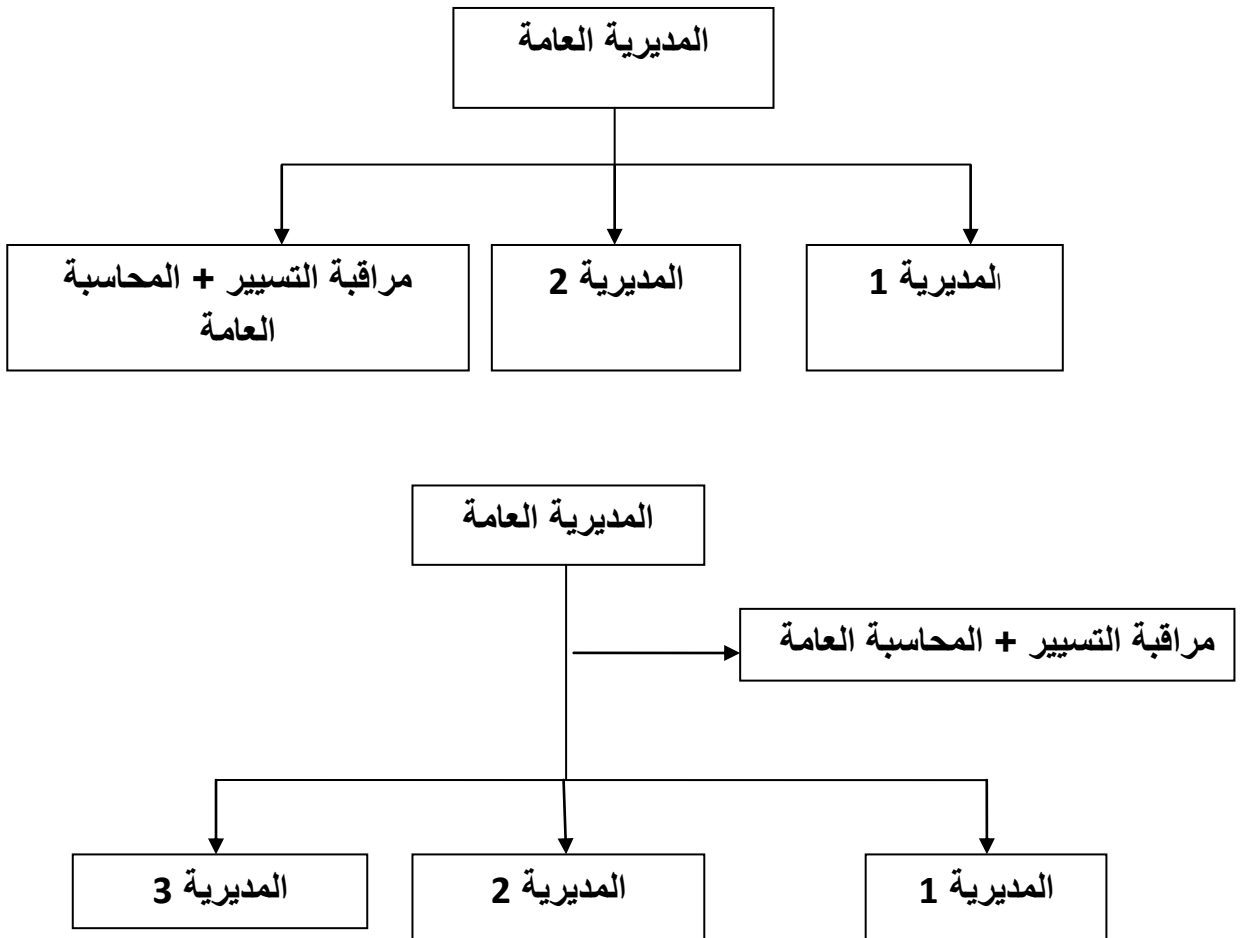 المديرية العامة
المديرية 1
المديرية 2
مراقبة التسيير + المحاسبة
العامة
المديرية العامة
مراقبة التسيير + المحاسبة العامة
المديرية 1
المديرية 2
المديرية 3